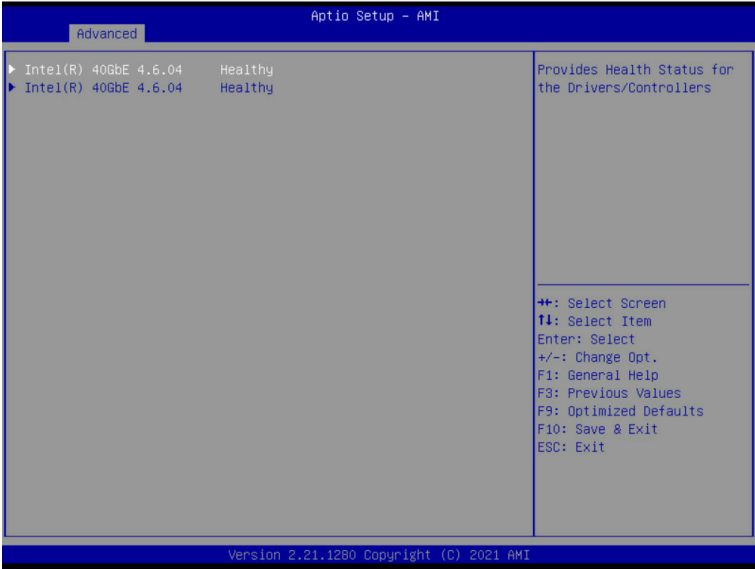 Aptio Setup – AMI
Advanced
▶ Intel(R) 40GbE 4.6.04 Healthy
▶ Intel(R) 40GbE 4.6.04 Healthy
Provides Health Status for
the Drivers/Controllers
→←: Select Screen
↑↓: Select Item
Enter: Select
+/-: Change Opt.
F1: General Help
F3: Previous Values
F9: Optimized Defaults
F10: Save & Exit
ESC: Exit
Version 2.21.1280 Copyright (C) 2021 AMI